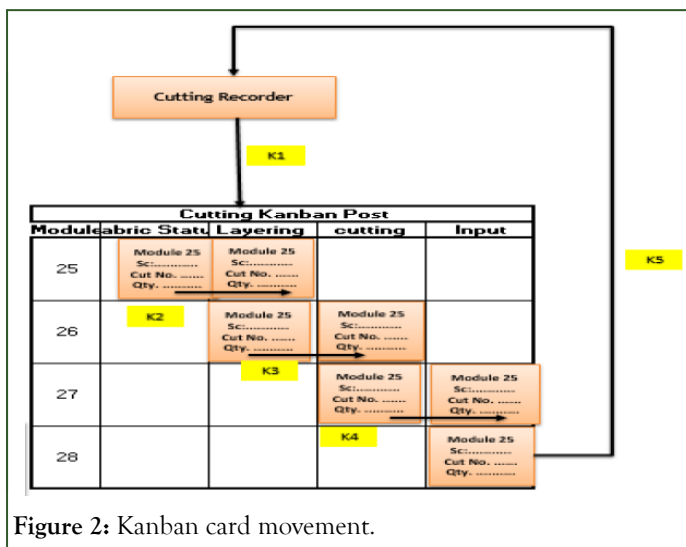 Cutting Recorder
K1
Cutting Kanban Post
Module abric Statu Layering cutting Input
25
Module 25
Sc:............
Cut No. .......
Qty. ............
Module 25
Sc:............
Cut No. .......
Qty. ............
K5
K2
26
Module 25
Sc:............
Cut No. .......
Qty. ............
Module 25
Sc:............
Cut No. .......
Qty. ............
K3
27
Module 25
Sc:............
Cut No. .......
Qty. ............
Module 25
Sc:............
Cut No. .......
Qty. ............
K4
28
Module 25
Sc:............
Cut No. .......
Qty. ............
Figure 2: Kanban card movement.